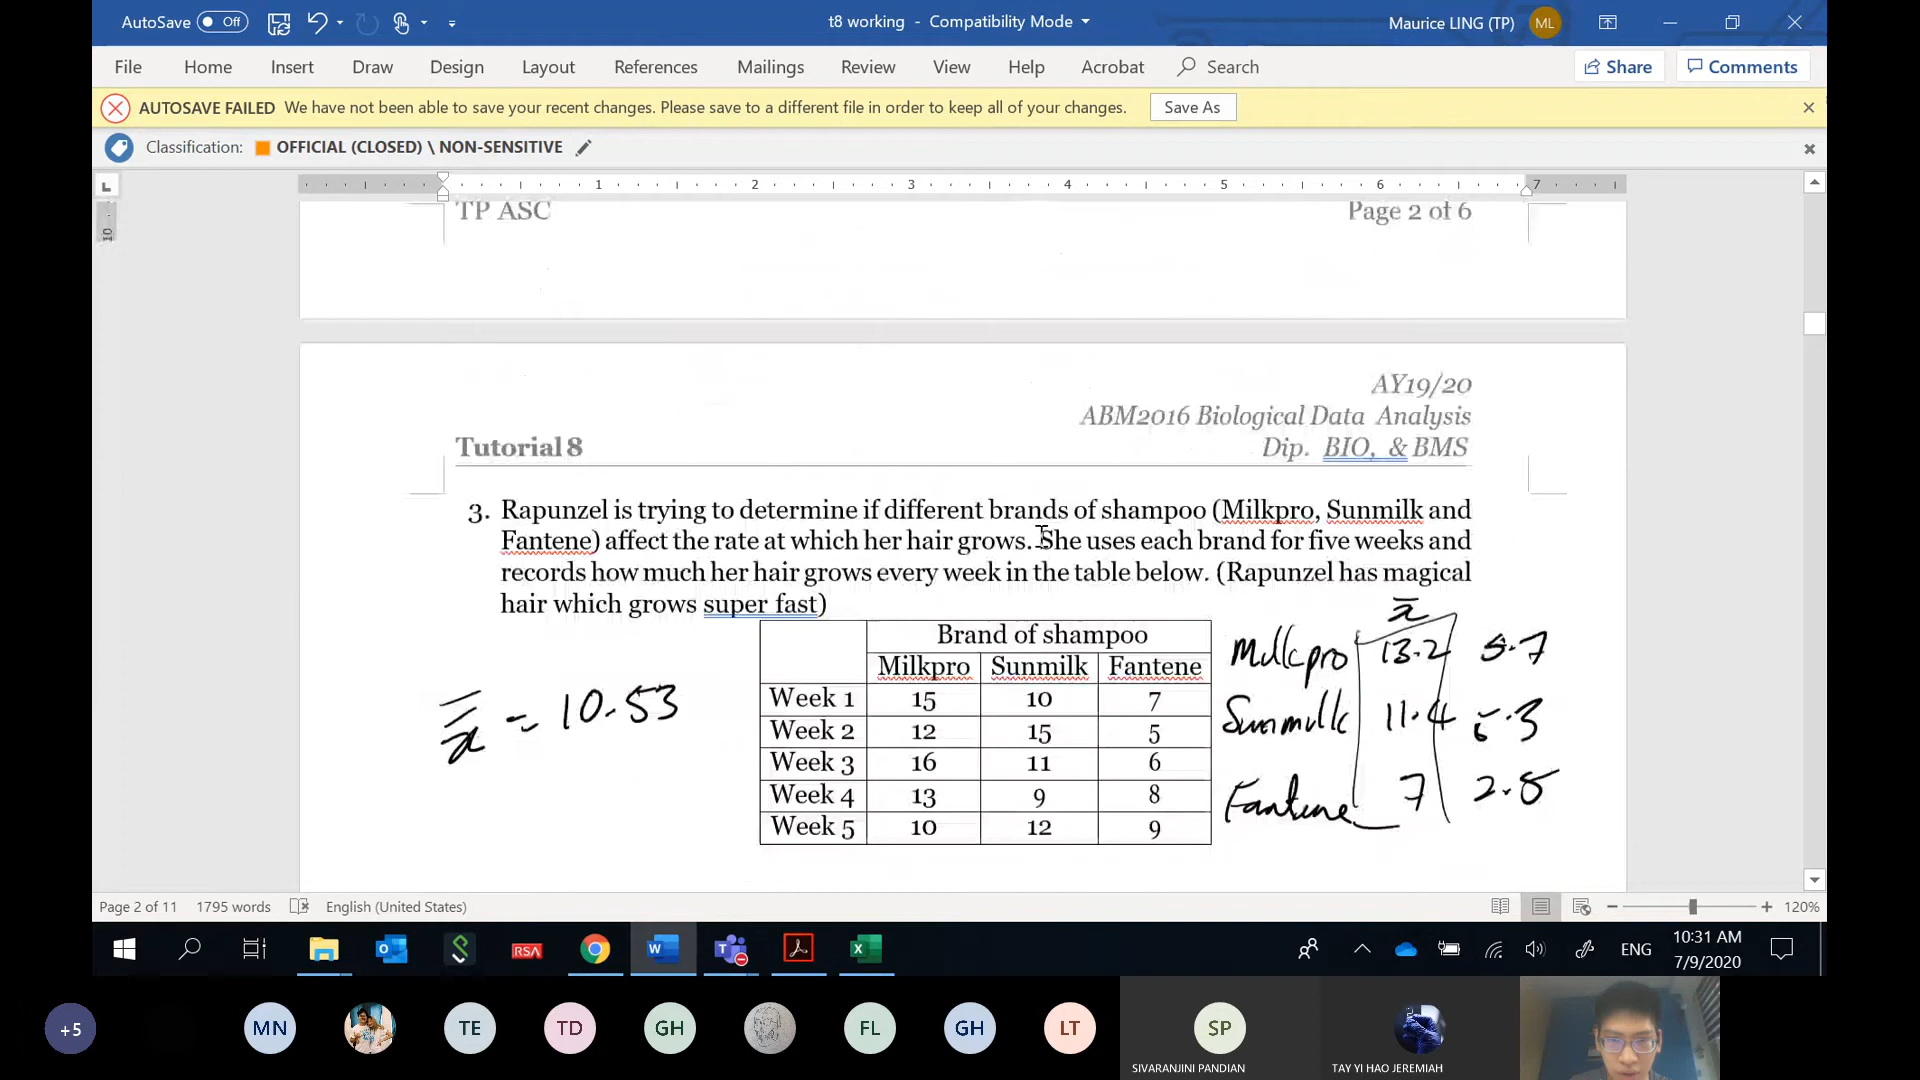 AutoSave Off t8 working - Compatibility Mode Maurice LING (TP) ML
File Home Insert Draw Design Layout References Mailings Review View Help Acrobat Search Share Comments
AUTOSAVE FAILED We have not been able to save your recent changes. Please save to a different file in order to keep all of your changes. Save As
Classification: OFFICIAL (CLOSED) \ NON-SENSITIVE
L 1 2 3 4 5 6 7
10
TP ASC Page 2 of 6
AY19/20
ABM2016 Biological Data Analysis
Tutorial 8 Dip. BIO, & BMS
3. Rapunzel is trying to determine if different brands of shampoo (Milkpro, Sunmilk and
Fantene) affect the rate at which her hair grows. She uses each brand for five weeks and
records how much her hair grows every week in the table below. (Rapunzel has magical
hair which grows super fast)
x̄
Brand of shampoo
Milkpro Sunmilk Fantene
Week 1 15 10 7
Week 2 12 15 5
Week 3 16 11 6
Week 4 13 9 8
Week 5 10 12 9
Milkpro 13.2 5.7
Sunmilk 11.4 5.3
Fantene 7 2.5
x̿ = 10.53
Page 2 of 11 1795 words English (United States) 120%
RSA ENG 10:31 AM
7/9/2020
+5 MN TE TD GH FL GH LT SP
SIVARANJINI PANDIAN TAY YI HAO JEREMIAH